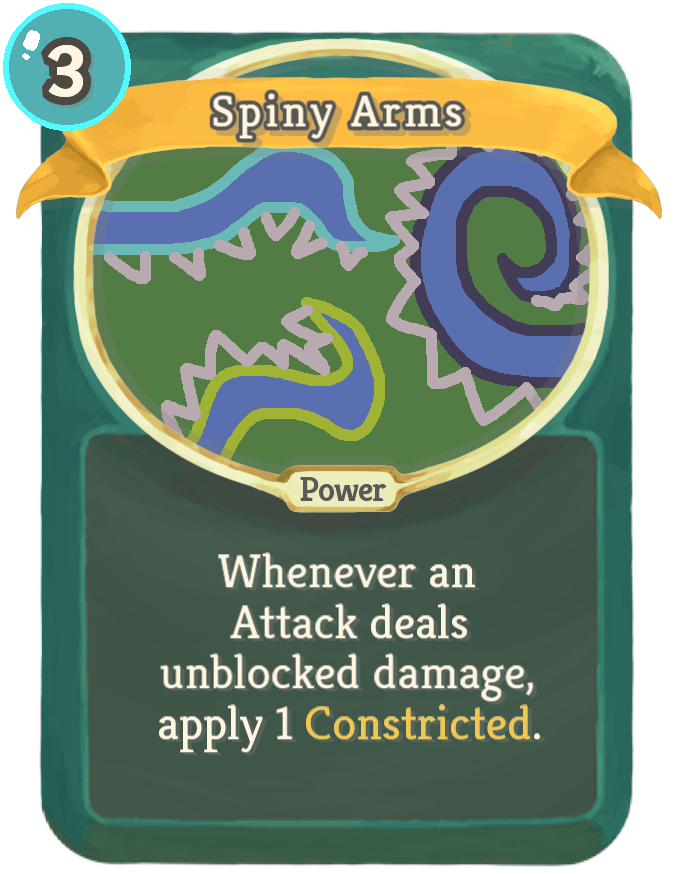 3
Spiny Arms
Power
Whenever an
Attack deals
unblocked damage,
apply 1 Constricted.